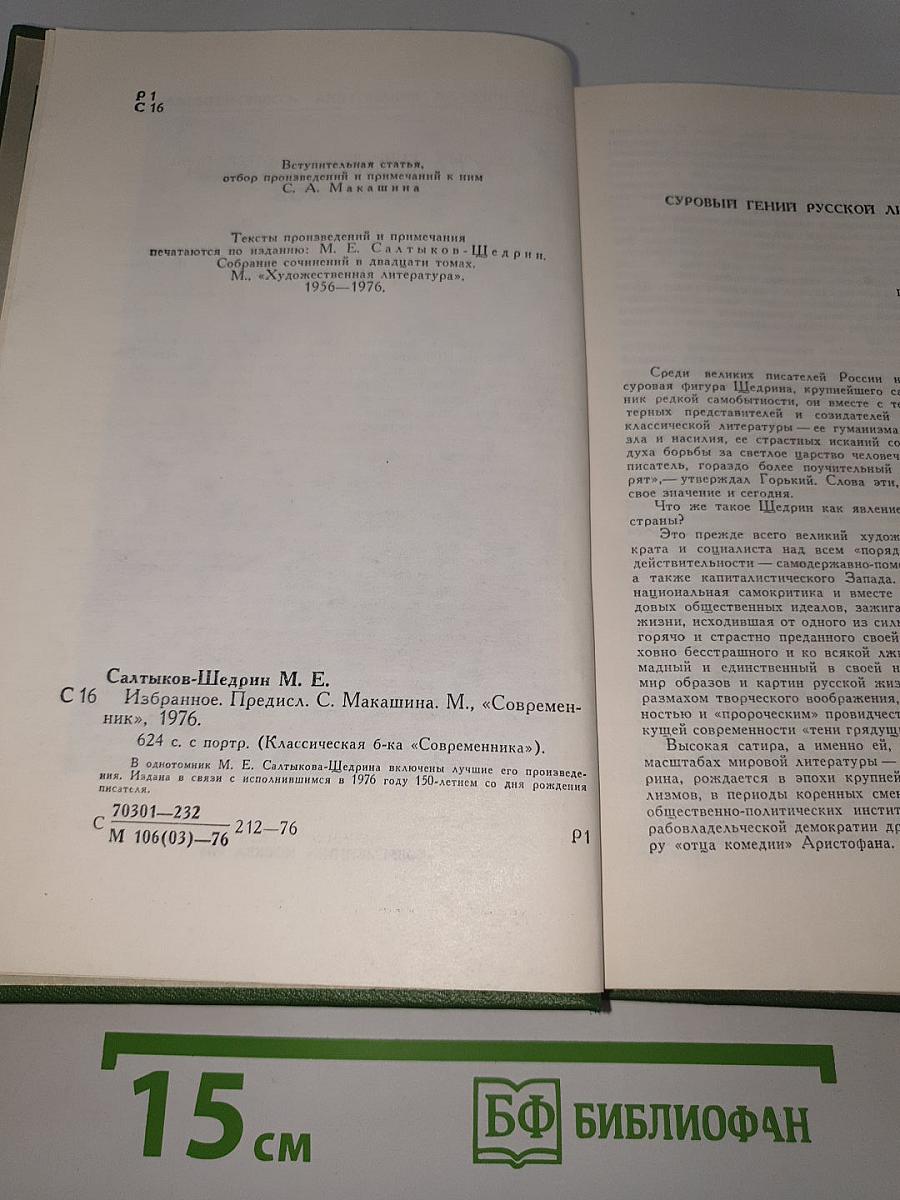 Р 1
С 16
Вступительная статья,
отбор произведений и примечаний к ним
С. А. Макашина
Тексты произведений и примечания
печатаются по изданию: М. Е. Салтыков-Щедрин.
Собрание сочинений в двадцати томах.
М., «Художественная литература»,
1956—1976.
Салтыков-Щедрин М. Е.
С 16 Избранное. Предисл. С. Макашина. М., «Современ-
ник», 1976.
624 с. с портр. (Классическая б-ка «Современника»).
В однотомник М. Е. Салтыкова-Щедрина включены лучшие его произведе-
ния. Издана в связи с исполнившимся в 1976 году 150-летием со дня рождения
писателя.
70301—232
С 212—76
М 106(03)—76
Р1
СУРОВЫЙ ГЕНИЙ РУССКОЙ
Среди великих писателей России
суровая фигура Щедрина, крупнейшего
ник редкой самобытности, он вместе с
терных представителей и созидателей
классической литературы — ее гуманизма
зла и насилия, ее страстных исканий
духа борьбы за светлое царство
писатель, гораздо более поучительный
рят»,— утверждал Горький. Слова эти,
свое значение и сегодня.
Что же такое Щедрин как явление
страны?
Это прежде всего великий
крата и социалиста над всем
действительности —
а также капиталистического Запада.
национальная самокритика и вместе
довых общественных идеалов,
жизни, исходившая от одного из
горячо и страстно преданного своей
ховно бесстрашного и ко всякой
мадный и единственный в своей
мир образов и картин русской
размахом творческого воображения,
ностью и «пророческим»
кущей современности «тени
Высокая сатира, а именно ей,
масштабах мировой литературы —
рина, рождается в эпохи
лизмов, в периоды коренных
общественно-политических
рабовладельческой демократии
ру «отца комедии» Аристофана.
15 см
БФ БИБЛИОФАН